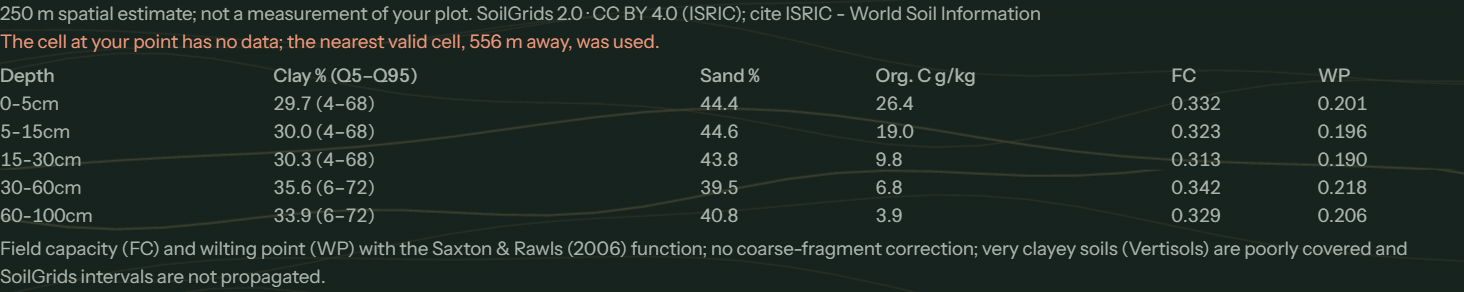 250 m spatial estimate; not a measurement of your plot. SoilGrids 2.0 · CC BY 4.0 (ISRIC); cite ISRIC – World Soil Information
The cell at your point has no data; the nearest valid cell, 556 m away, was used.
Depth Clay % (Q5–Q95) Sand % Org. C g/kg FC WP
0-5cm 29.7 (4–68) 44.4 26.4 0.332 0.201
5-15cm 30.0 (4–68) 44.6 19.0 0.323 0.196
15-30cm 30.3 (4–68) 43.8 9.8 0.313 0.190
30-60cm 35.6 (6–72) 39.5 6.8 0.342 0.218
60-100cm 33.9 (6–72) 40.8 3.9 0.329 0.206
Field capacity (FC) and wilting point (WP) with the Saxton & Rawls (2006) function; no coarse-fragment correction; very clayey soils (Vertisols) are poorly covered and
SoilGrids intervals are not propagated.